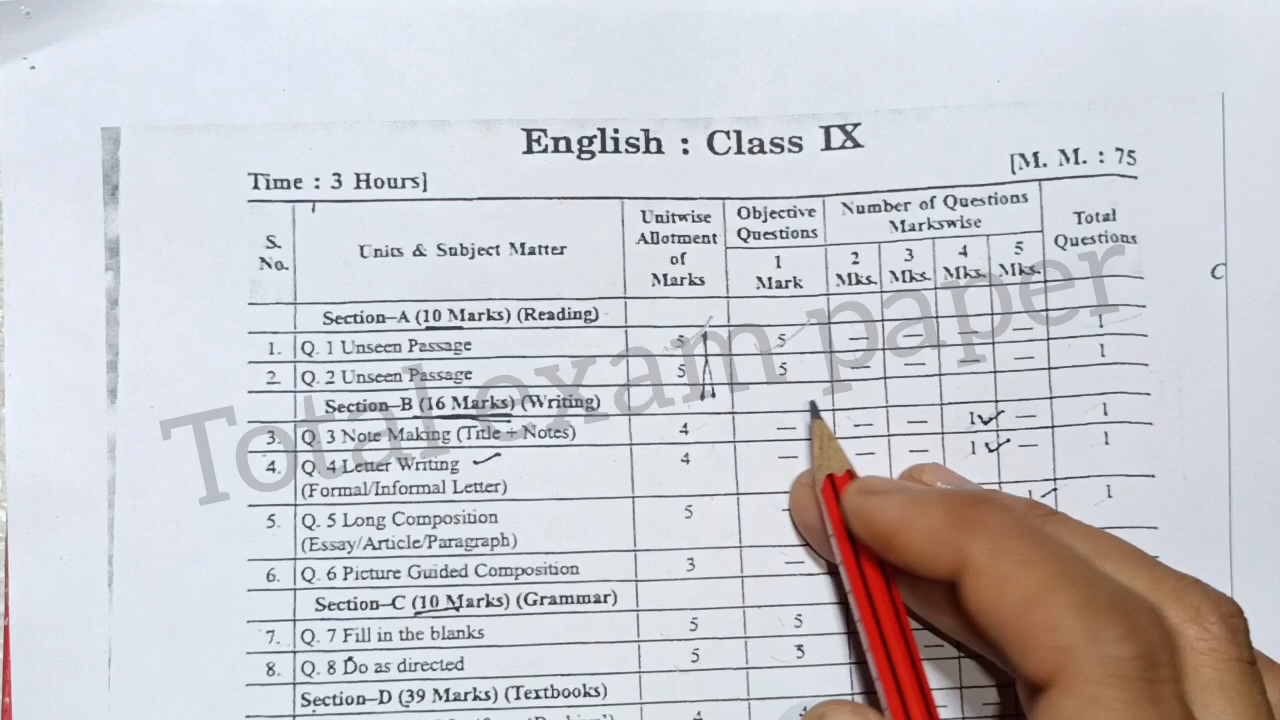 English : Class IX
Time : 3 Hours]
[M. M. : 75
S. No.
Units & Subject Matter
Unitwise Allotment of Marks
Objective Questions
1 Mark
Number of Questions Markswise
2 Mks.
3 Mks.
4 Mks.
5 Mks.
Total Questions
Section–A (10 Marks) (Reading)
1. Q. 1 Unseen Passage 5 5 — — — — 1
2. Q. 2 Unseen Passage 5 5 — — — — 1
Section–B (16 Marks) (Writing)
3. Q. 3 Note Making (Title + Notes) 4 — — — 1 — 1
4. Q. 4 Letter Writing 4 — — — 1 — 1
(Formal/Informal Letter)
5. Q. 5 Long Composition 5 1
(Essay/Article/Paragraph)
6. Q. 6 Picture Guided Composition 3 —
Section–C (10 Marks) (Grammar)
7. Q. 7 Fill in the blanks 5 5
8. Q. 8 Do as directed 5
Section–D (39 Marks) (Textbooks)
Total exam paper
C